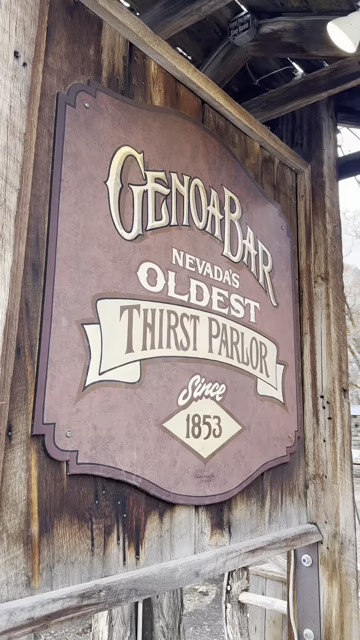 GENOA BAR
NEVADA'S
OLDEST
THIRST PARLOR
Since
1853